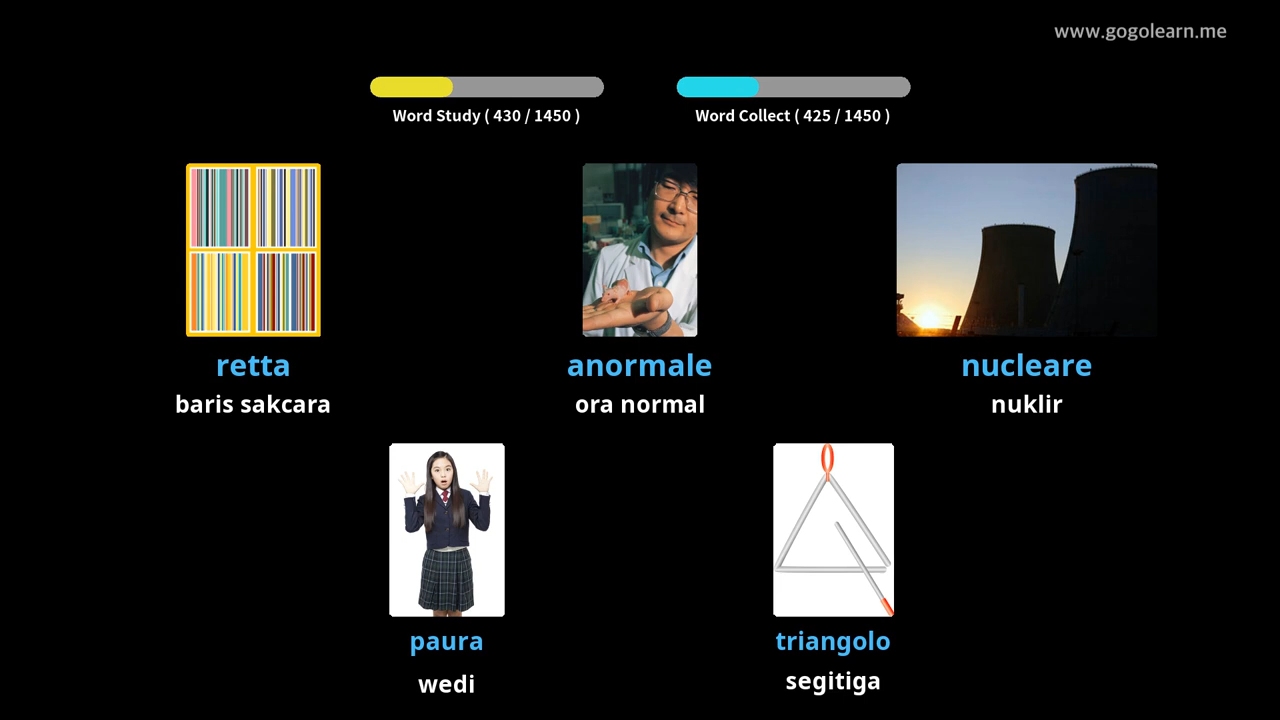 www.gogolearn.me
Word Study ( 430 / 1450 )
Word Collect ( 425 / 1450 )
retta
baris sakcara
anormale
ora normal
nucleare
nuklir
paura
wedi
triangolo
segitiga